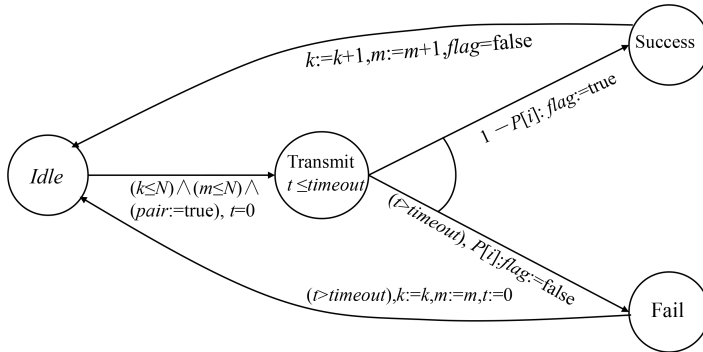 Success
k:=k+1,m:=m+1,flag=false
1−P[i]: flag:=true
Idle
Transmit
t≤timeout
(k≤N)∧(m≤N)∧
(pair:=true), t=0
(t>timeout), P[i]:flag:=false
(t>timeout),k:=k,m:=m,t:=0
Fail